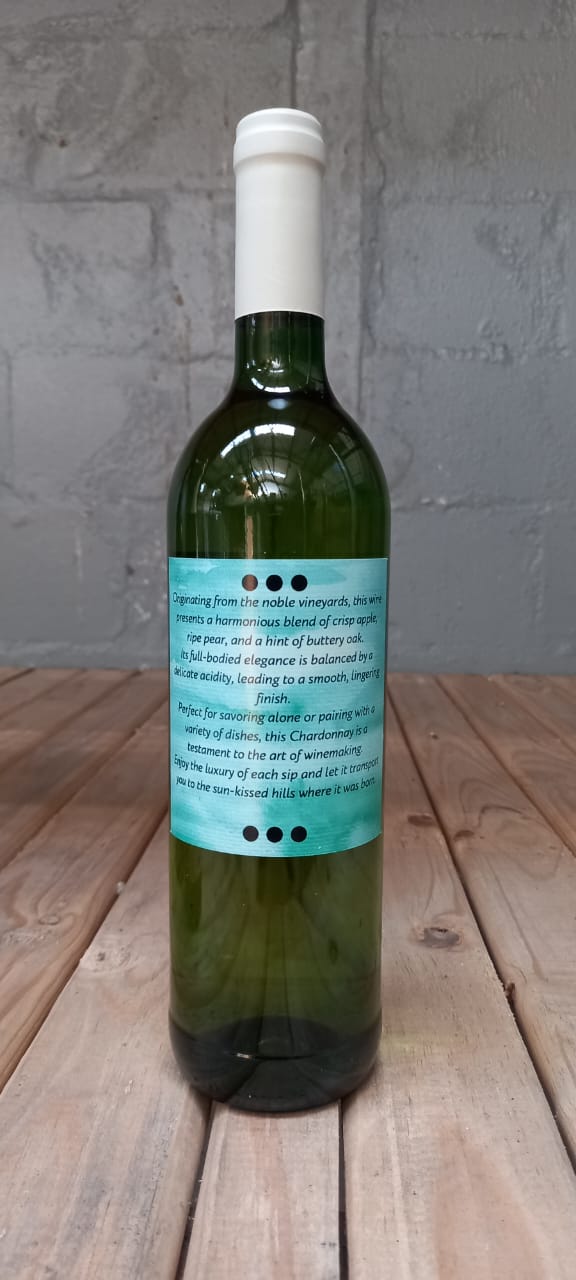 Originating from the noble vineyards, this wine
presents a harmonious blend of crisp apple,
ripe pear, and a hint of buttery oak.
Its full-bodied elegance is balanced by a
delicate acidity, leading to a smooth, lingering
finish.
Perfect for savoring alone or pairing with a
variety of dishes, this Chardonnay is a
testament to the art of winemaking.
Enjoy the luxury of each sip and let it transport
you to the sun-kissed hills where it was born.